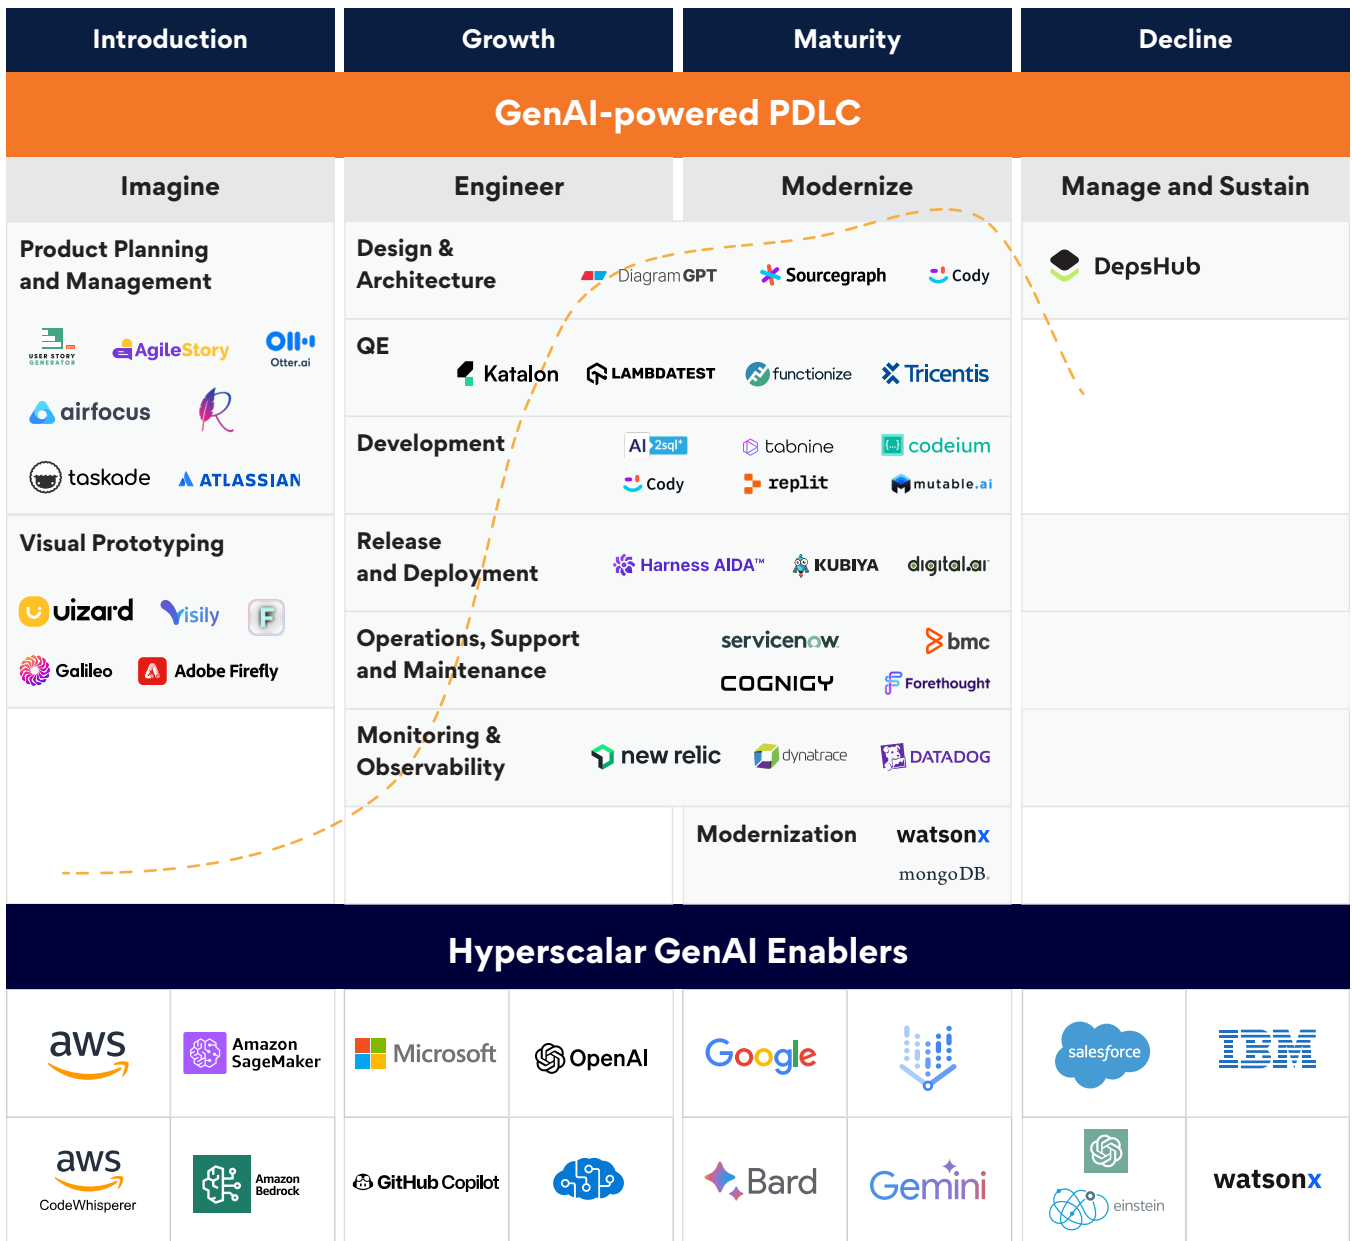 Introduction
Growth
Maturity
Decline
GenAI-powered PDLC
Imagine
Engineer
Modernize
Manage and Sustain
Product Planning
and Management
USER STORY
GENERATOR
AgileStory
Otter.ai
airfocus
R
taskade
ATLASSIAN
Visual Prototyping
uizard
Visily
F
Galileo
Adobe Firefly
Design &
Architecture
DiagramGPT
Sourcegraph
Cody
QE
Katalon
LAMBDATEST
functionize
Tricentis
Development
AI 2sql
tabnine
codeium
Cody
replit
mutable.ai
Release
and Deployment
Harness AIDA™
KUBIYA
digital.ai
Operations, Support
and Maintenance
servicenow
bmc
COGNIGY
Forethought
Monitoring &
Observability
new relic
dynatrace
DATADOG
Modernization
watsonx
mongoDB.
DepsHub
Hyperscalar GenAI Enablers
aws
Amazon
SageMaker
Microsoft
OpenAI
Google
salesforce
IBM
aws
CodeWhisperer
Amazon
Bedrock
GitHub Copilot
Bard
Gemini
einstein
watsonx